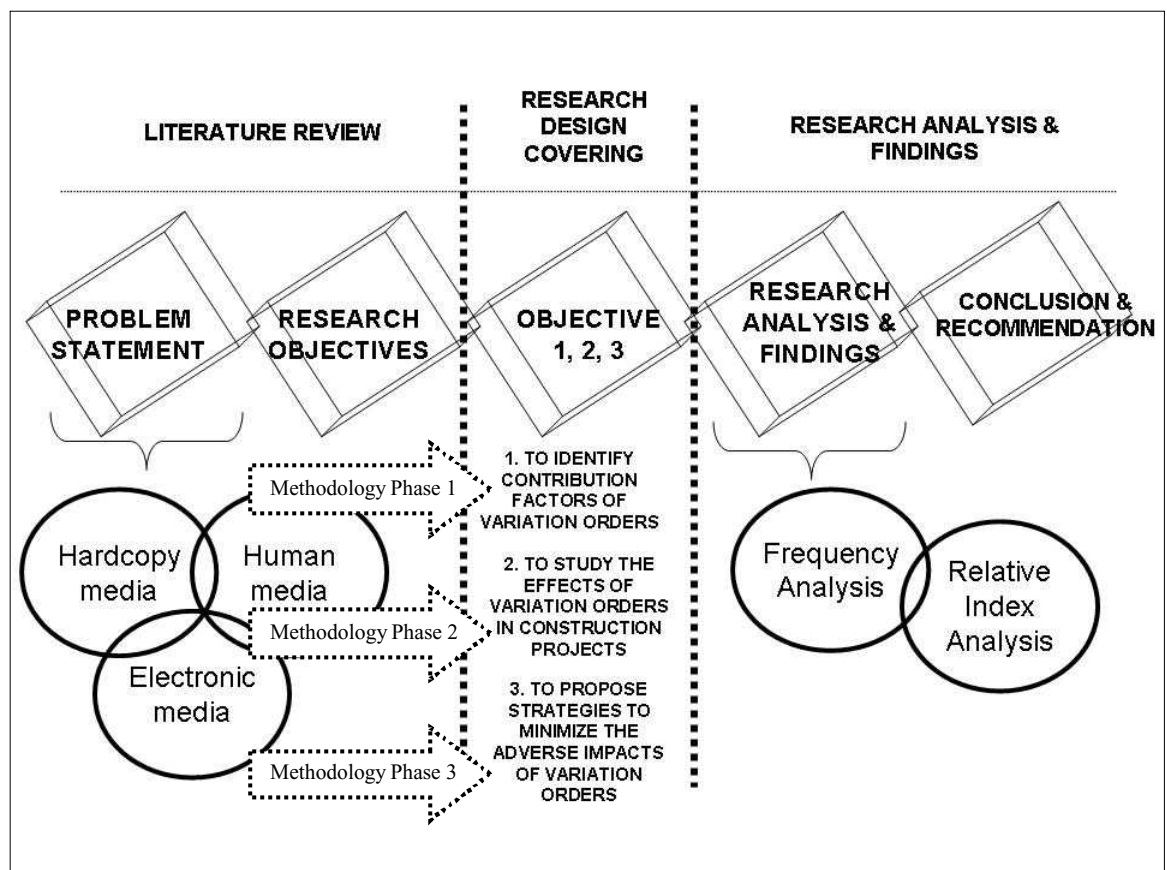 LITERATURE REVIEW
RESEARCH
DESIGN
COVERING
RESEARCH ANALYSIS &
FINDINGS
PROBLEM
STATEMENT
RESEARCH
OBJECTIVES
OBJECTIVE
1, 2, 3
RESEARCH
ANALYSIS &
FINDINGS
CONCLUSION &
RECOMMENDATION
Hardcopy
media
Human
media
Electronic
media
Methodology Phase 1
Methodology Phase 2
Methodology Phase 3
1. TO IDENTIFY
CONTRIBUTION
FACTORS OF
VARIATION ORDERS
2. TO STUDY THE
EFFECTS OF
VARIATION ORDERS
IN CONSTRUCTION
PROJECTS
3. TO PROPOSE
STRATEGIES TO
MINIMIZE THE
ADVERSE IMPACTS
OF VARIATION
ORDERS
Frequency
Analysis
Relative
Index
Analysis